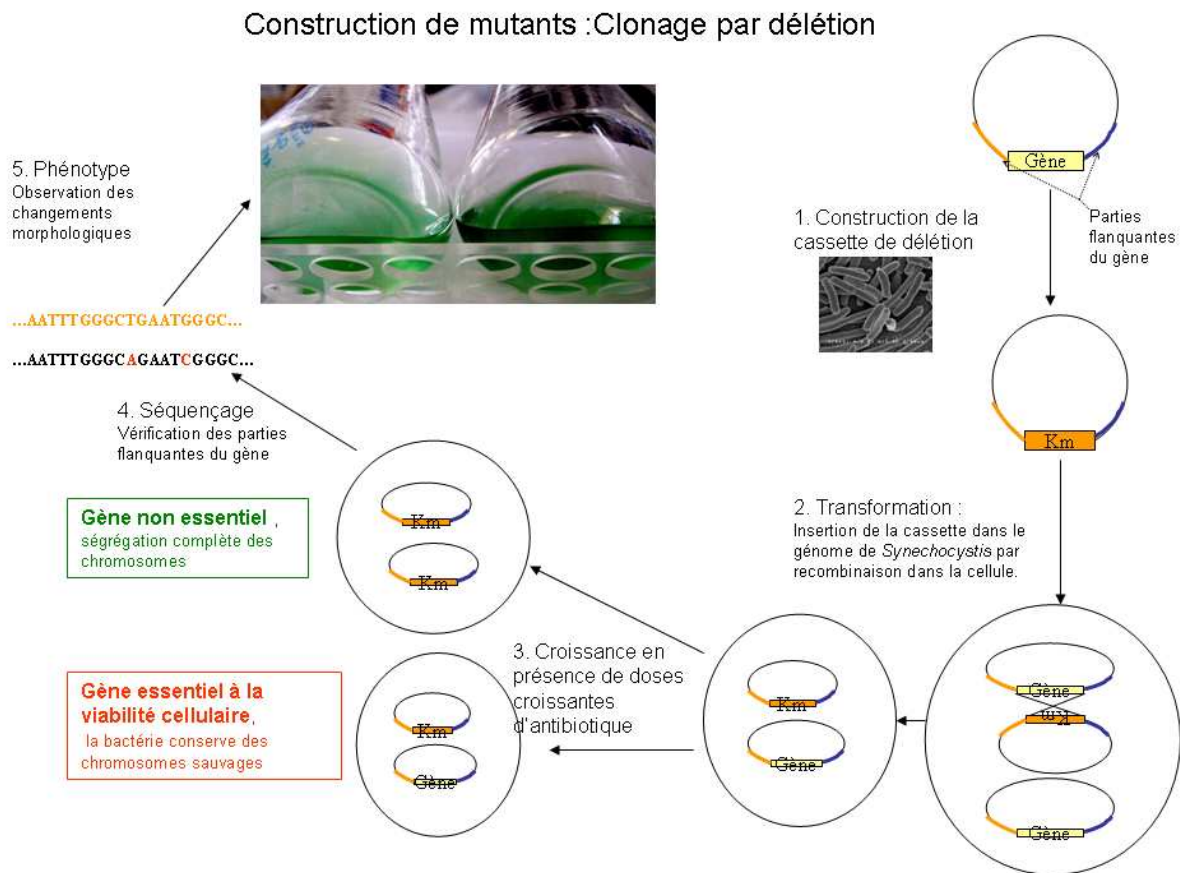 Construction de mutants :Clonage par délétion
Gène
Parties
flanquantes
du gène
1. Construction de la
cassette de délétion
Km
2. Transformation :
Insertion de la cassette dans le
génome de Synechocystis par
recombinaison dans la cellule.
Gène
Km
Gène
Km
Gène
3. Croissance en
présence de doses
croissantes
d'antibiotique
Km
Km
Gène non essentiel ,
ségrégation complète des
chromosomes
Km
Gène
Gène essentiel à la
viabilité cellulaire,
la bactérie conserve des
chromosomes sauvages
4. Séquençage
Vérification des parties
flanquantes du gène
...AATTTGGGCTGAATGGGC...
...AATTTGGGCAGAATCGGGC...
5. Phénotype
Observation des
changements
morphologiques